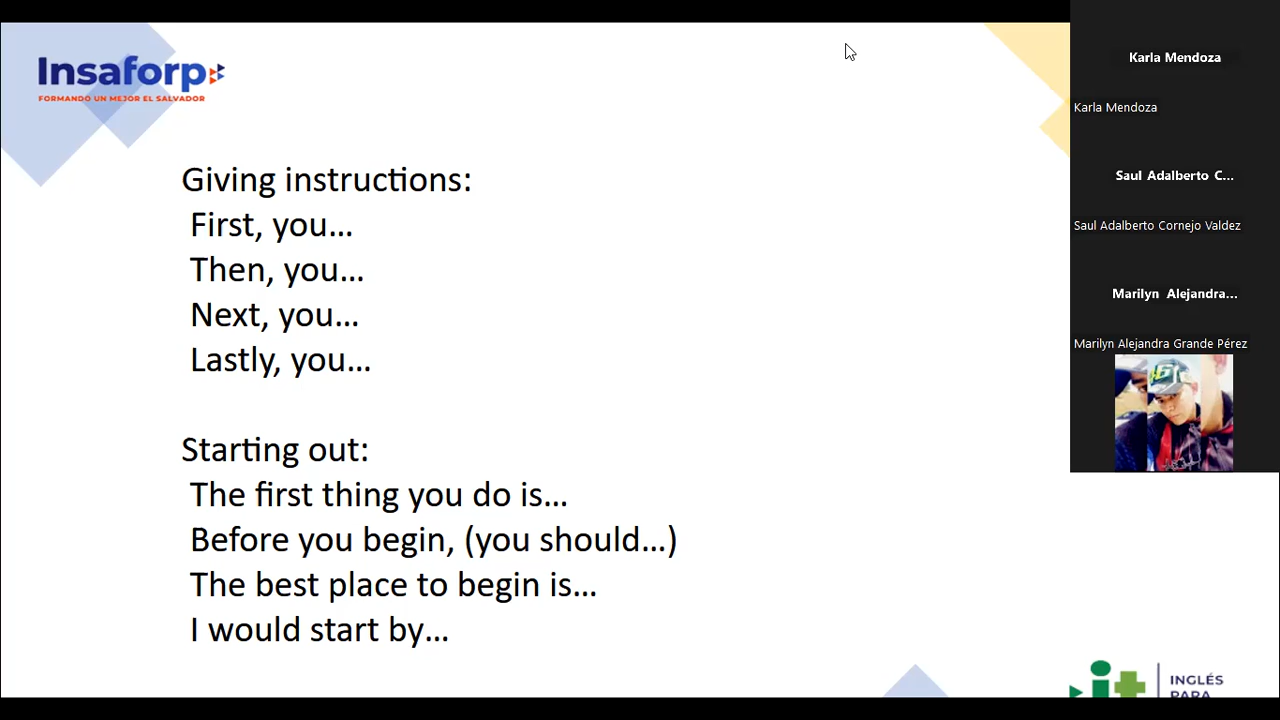 Insaforp
FORMANDO UN MEJOR EL SALVADOR
Giving instructions:
First, you...
Then, you...
Next, you...
Lastly, you...
Starting out:
The first thing you do is...
Before you begin, (you should...)
The best place to begin is...
I would start by...
Karla Mendoza
Karla Mendoza
Saul Adalberto C...
Saul Adalberto Cornejo Valdez
Marilyn Alejandra...
Marilyn Alejandra Grande Pérez
it
INGLÉS
PARA